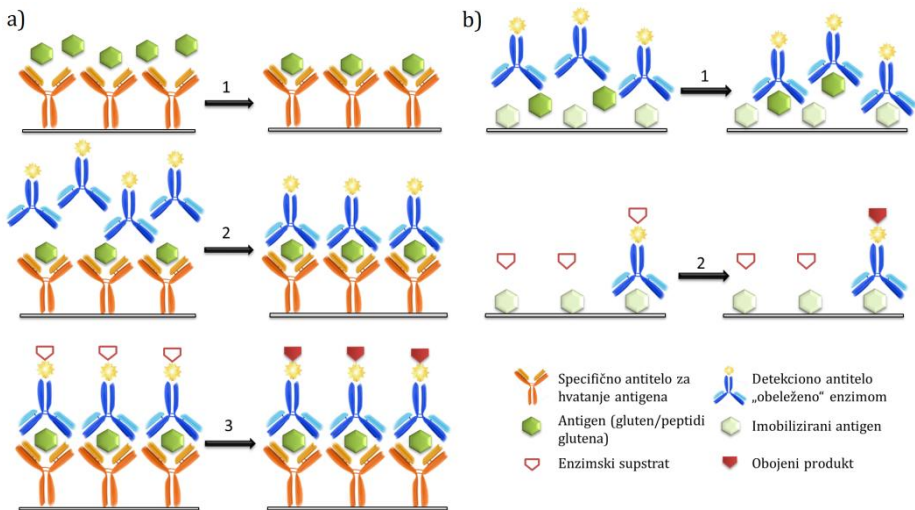 a)
1
2
3
b)
1
2
Specifično antitelo za
hvatanje antigena
Antigen (gluten/peptidi
glutena)
Enzimski supstrat
Detekciono antitelo
„obeleženo“ enzimom
Imobilizirani antigen
Obojeni produkt